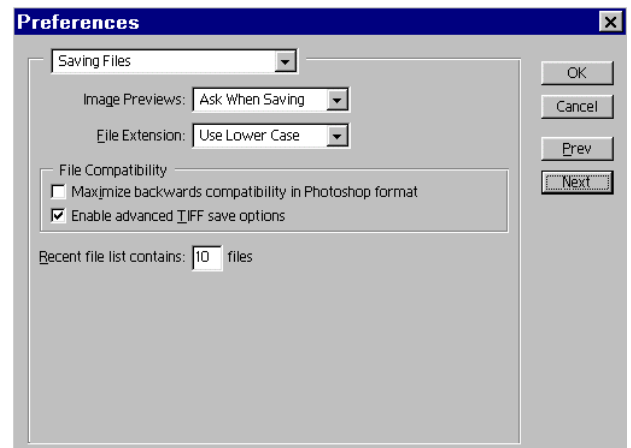 Preferences
Saving Files
OK
Image Previews: Ask When Saving
Cancel
File Extension: Use Lower Case
Prev
File Compatibility
Next
Maximize backwards compatibility in Photoshop format
Enable advanced TIFF save options
Recent file list contains: 10 files